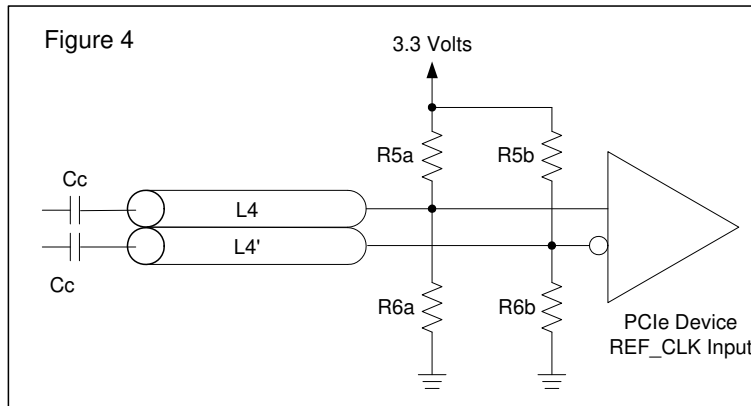 Figure 4
3.3 Volts
R5a
R5b
Cc
L4
L4'
Cc
R6a
R6b
PCIe Device
REF_CLK Input